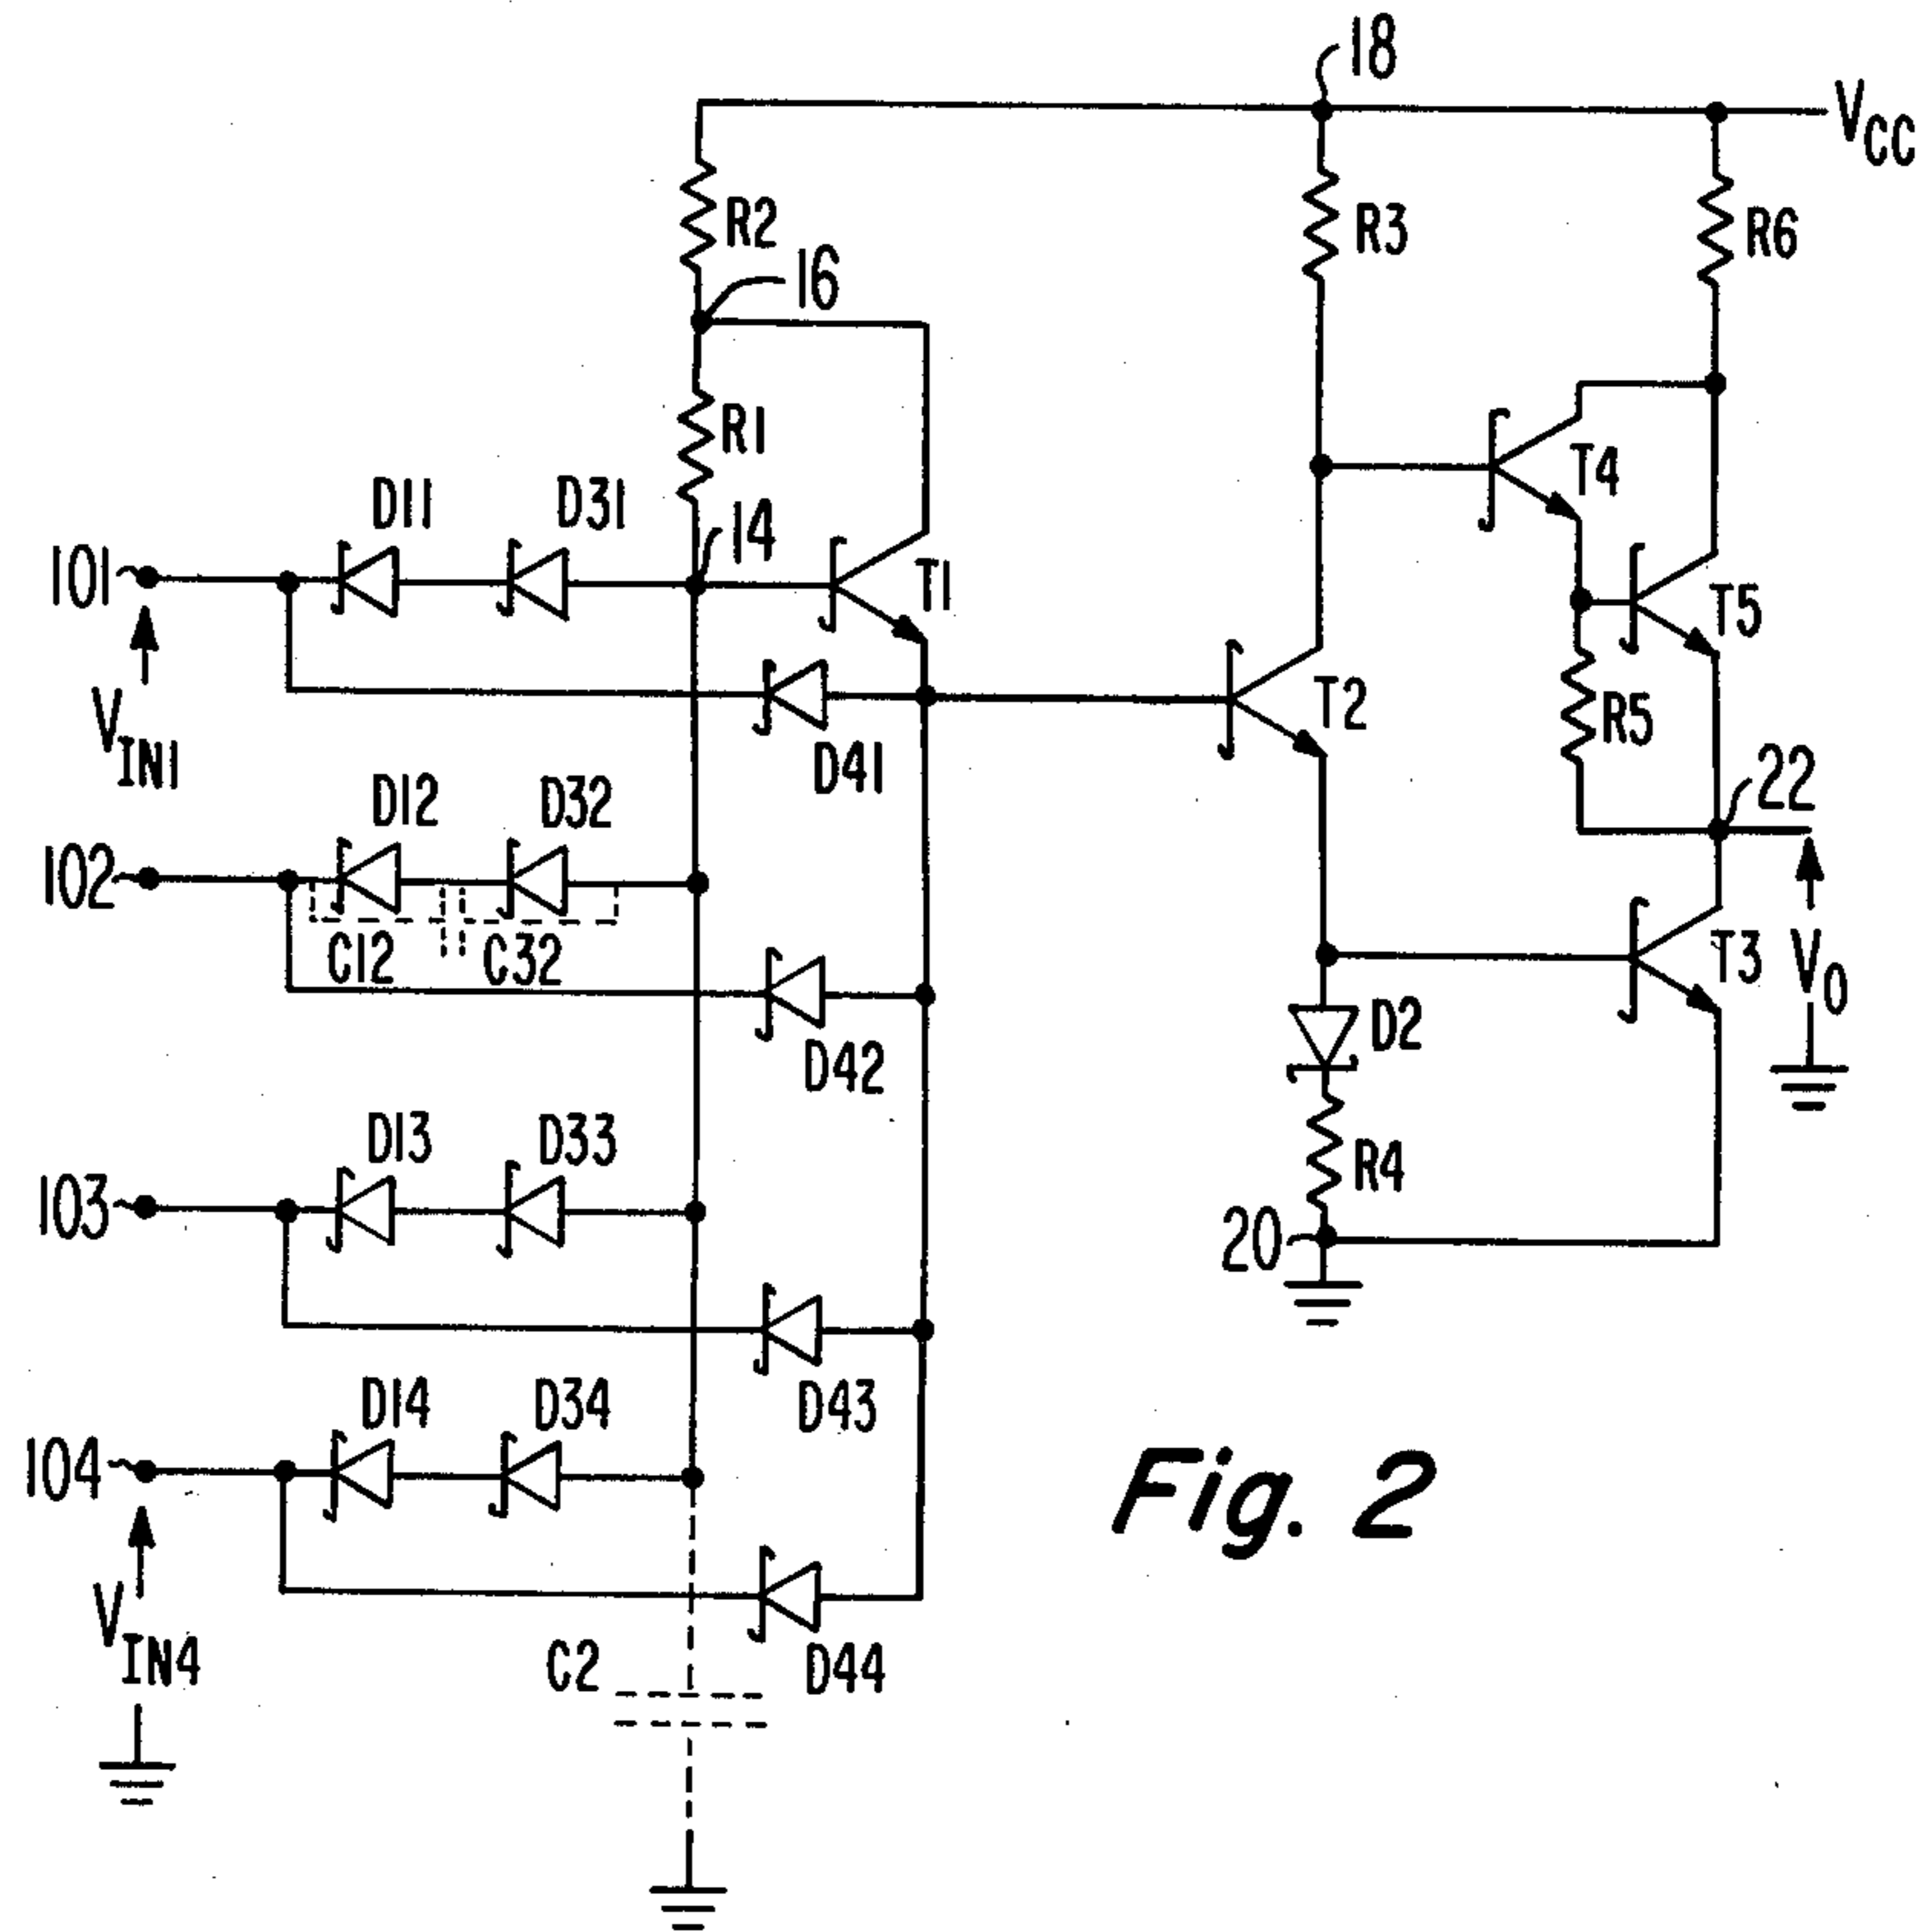 18
VCC
R2
R3
R6
16
R1
D11
D31
14
T4
101
T1
T5
VIN1
D41
T2
R5
22
D12
D32
102
C12
C32
T3
VO
D42
D2
D13
D33
R4
103
20
D43
D14
D34
104
Fig. 2
VIN4
C2
D44